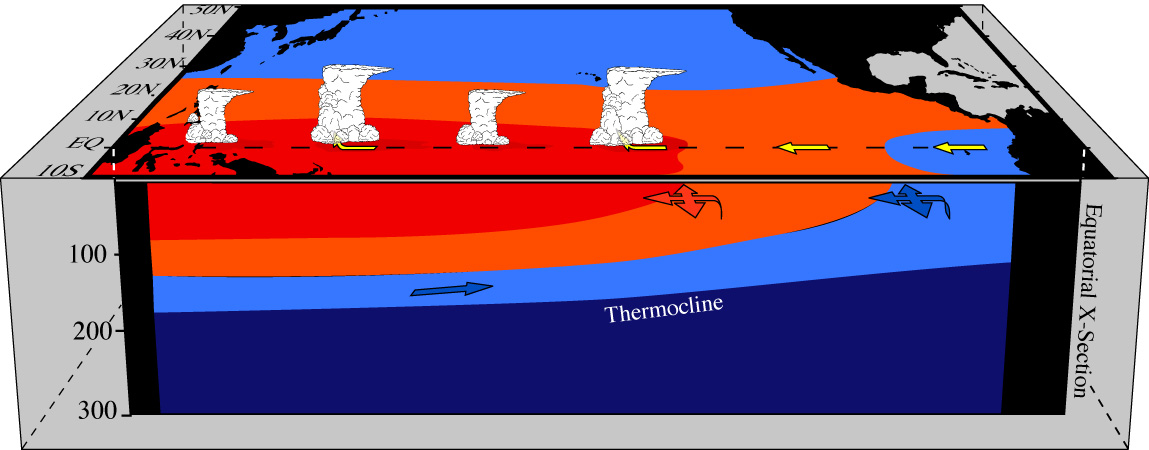 50N
40N
30N
20N
10N
EQ
10S
100
200
300
Thermocline
Equatorial X-Section